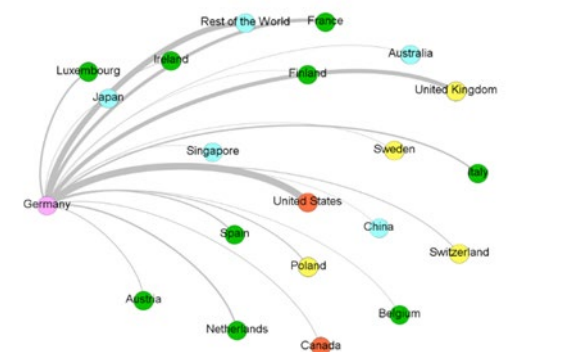 Rest of the World
France
Ireland
Australia
Luxembourg
Finland
United Kingdom
Japan
Singapore
Sweden
Italy
Germany
United States
China
Spain
Switzerland
Poland
Austria
Belgium
Netherlands
Canada